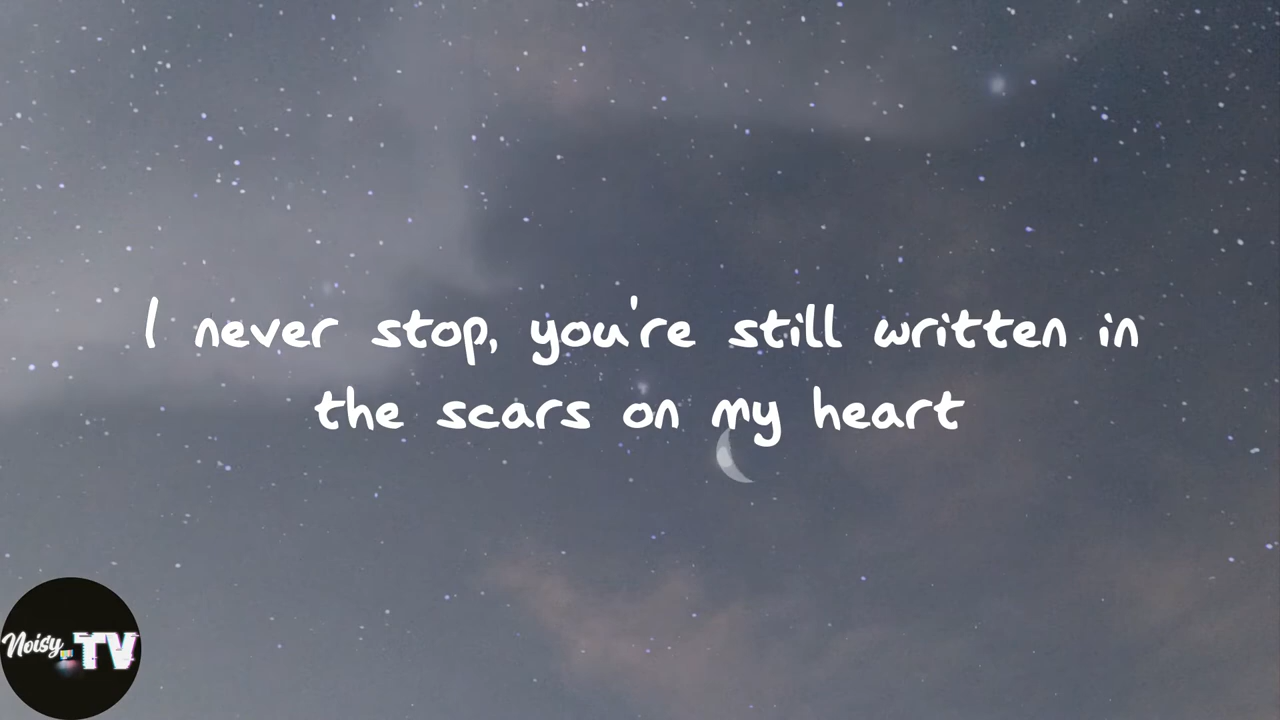 I never stop, you're still written in
the scars on my heart
Noisy.TV